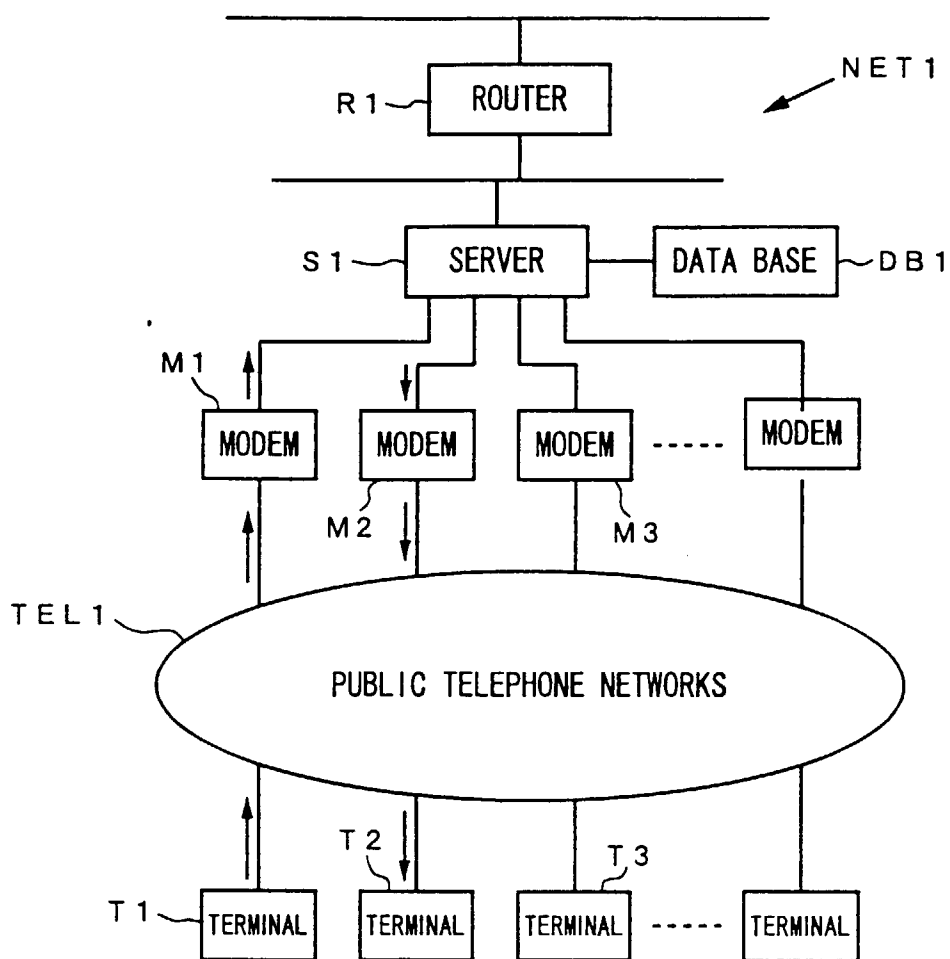 NET1
R1 ROUTER
S1 SERVER DATA BASE DB1
M1
MODEM MODEM MODEM ----- MODEM
M2 M3
TEL1
PUBLIC TELEPHONE NETWORKS
T2 T3
T1 TERMINAL TERMINAL TERMINAL ----- TERMINAL